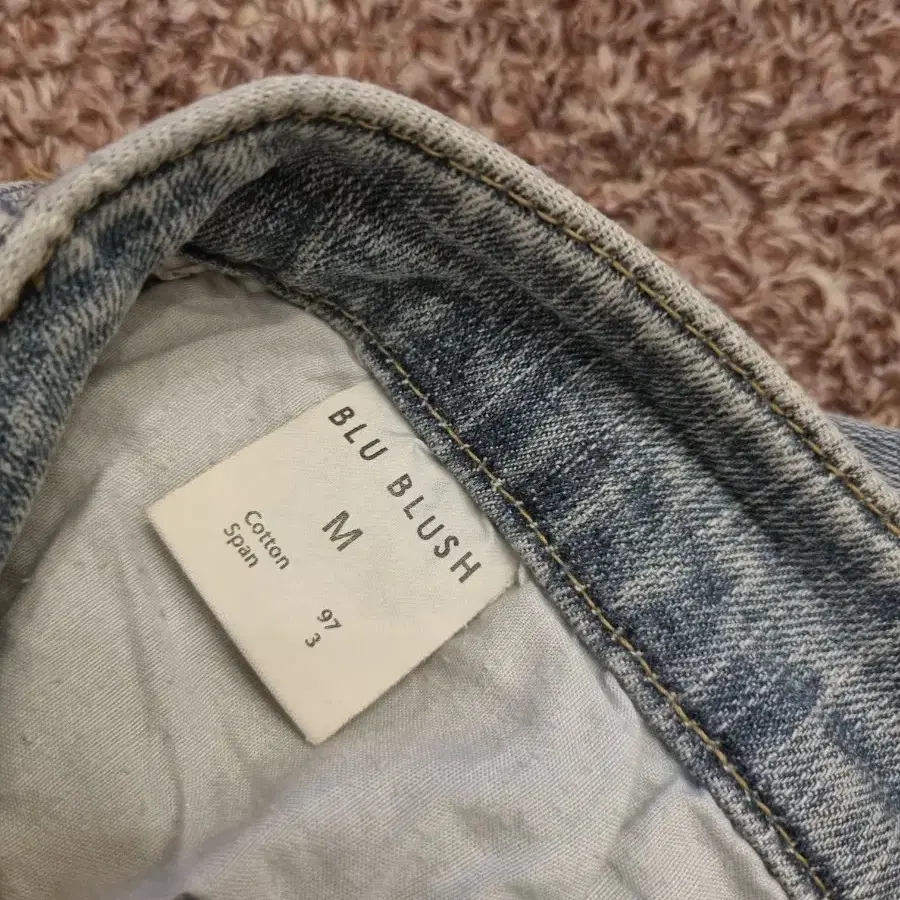 BLU BLUSH
M
Cotton 97
Span 3